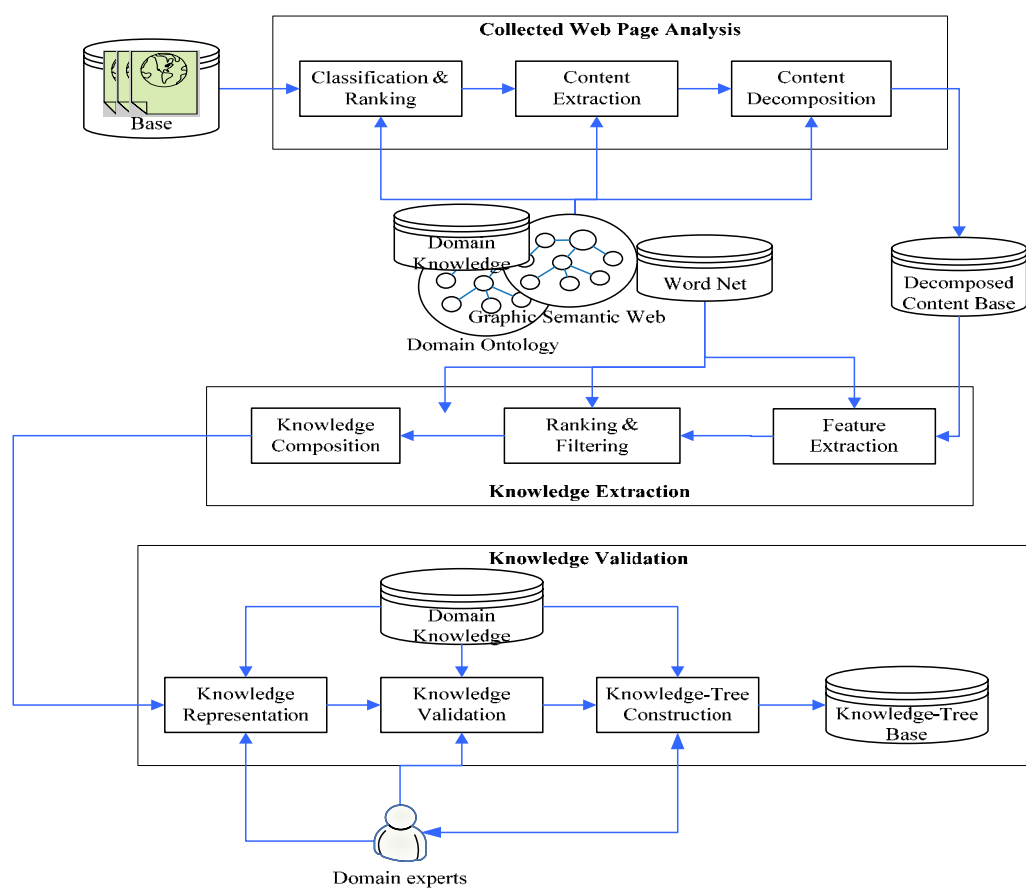 Collected Web Page Analysis
Base
Classification &
Ranking
Content
Extraction
Content
Decomposition
Domain
Knowledge
Graphic Semantic Web
Domain Ontology
Word Net
Decomposed
Content Base
Knowledge
Composition
Ranking &
Filtering
Feature
Extraction
Knowledge Extraction
Knowledge Validation
Domain
Knowledge
Knowledge
Representation
Knowledge
Validation
Knowledge-Tree
Construction
Knowledge-Tree
Base
Domain experts